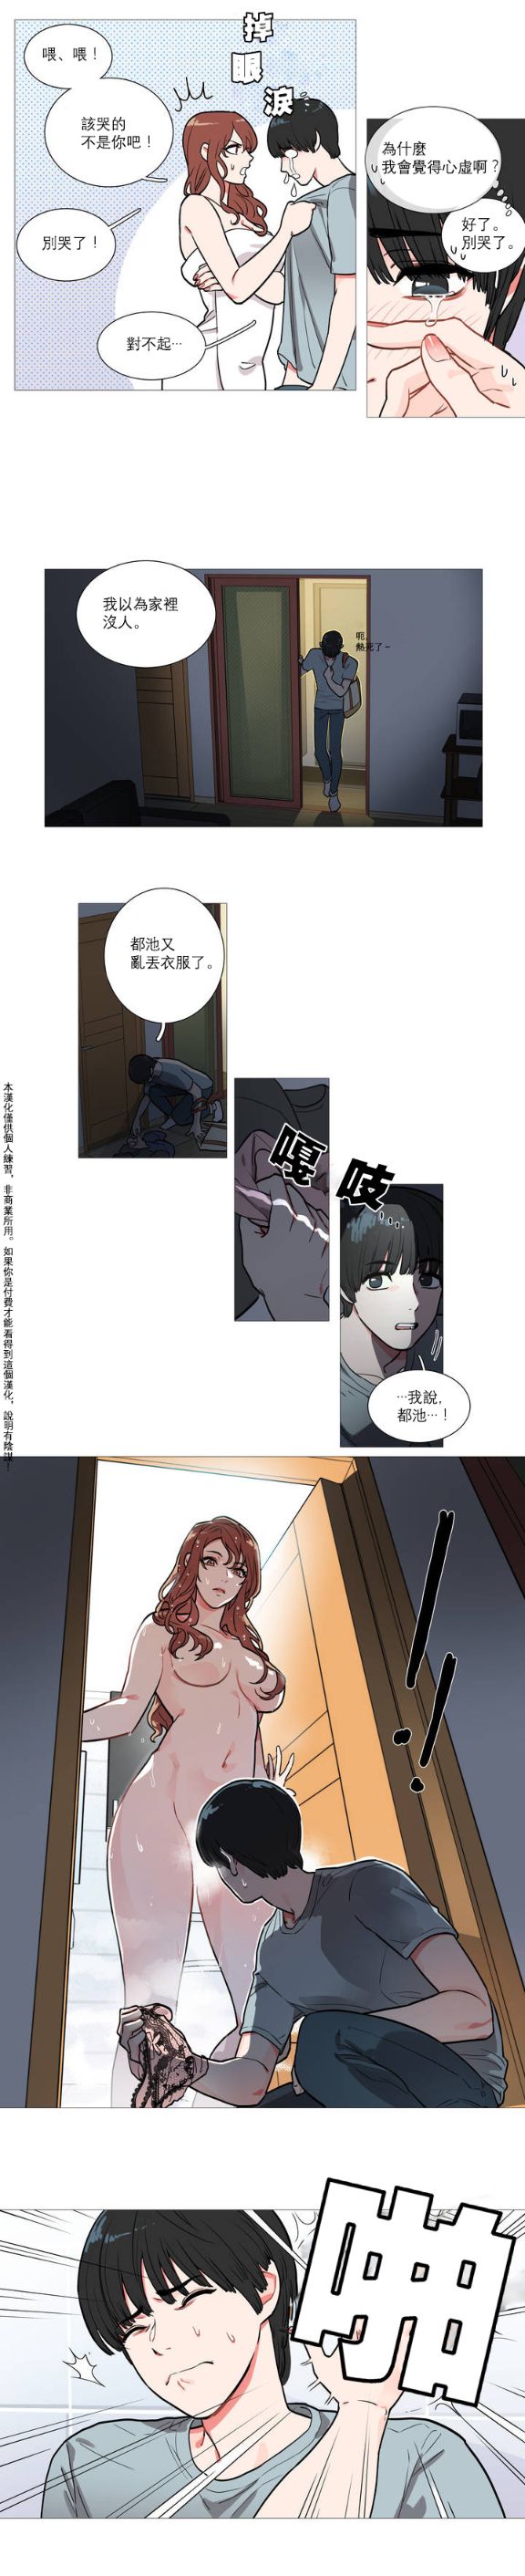 掉眼淚
喂、喂！
該哭的
不是你吧！
別哭了！
對不起…
為什麼
我會覺得心虛啊？
好了。
別哭了。
我以為家裡
沒人。
呃,
熱死了~
都池又
亂丟衣服了。
嘎吱
…我說,
都池…！
本漢化僅供個人練習，非商業所用。如果你是付費才能看得到這個漢化，說明有陰謀！
!!
啪